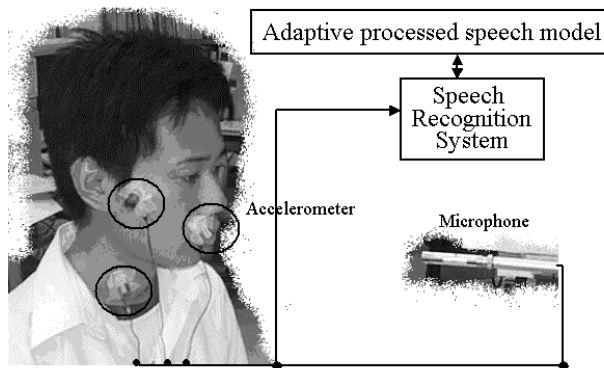 Adaptive processed speech model
Speech
Recognition
System
Accelerometer
Microphone